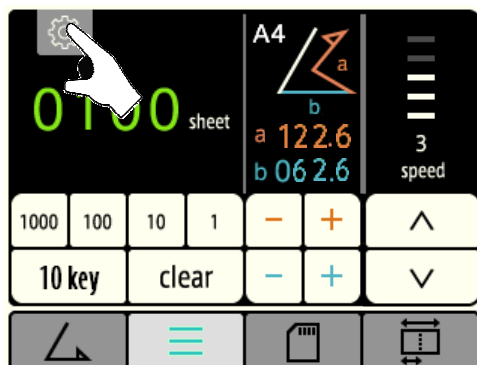 A4
a
b
0100 sheet
a 122.6
b 062.6
3
speed
1000 100 10 1 - + 
10 key clear - +